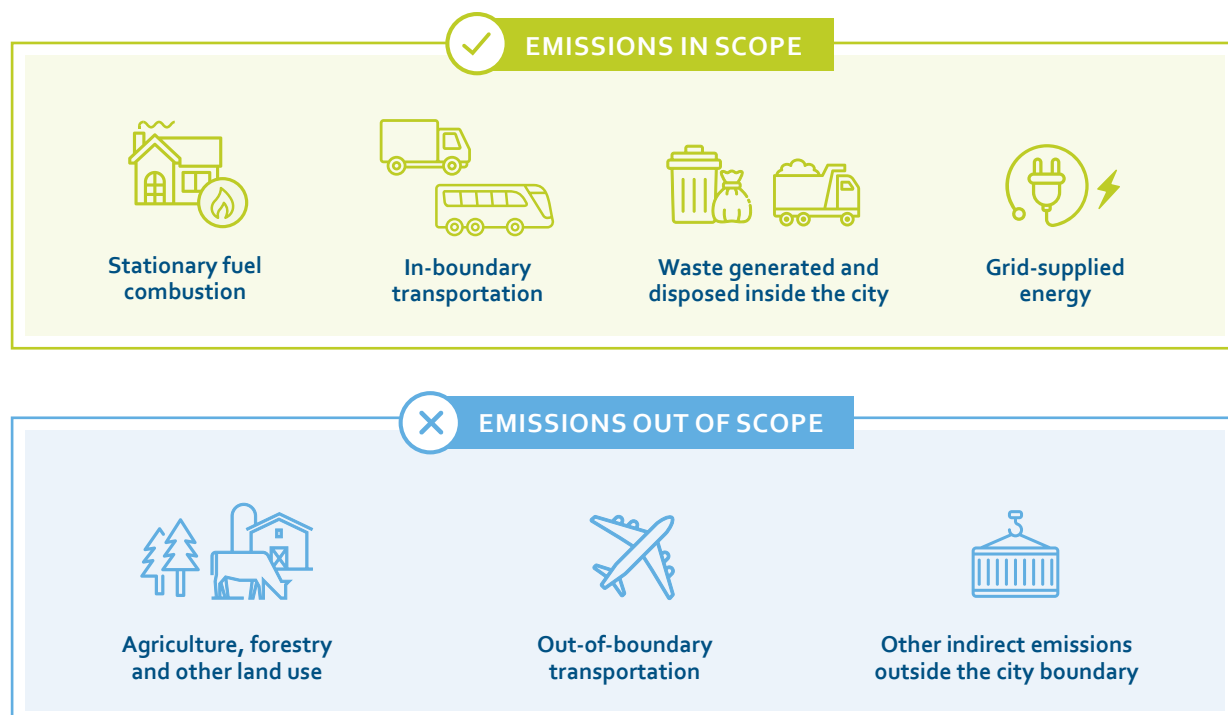 EMISSIONS IN SCOPE
Stationary fuel
combustion
In-boundary
transportation
Waste generated and
disposed inside the city
Grid-supplied
energy
EMISSIONS OUT OF SCOPE
Agriculture, forestry
and other land use
Out-of-boundary
transportation
Other indirect emissions
outside the city boundary